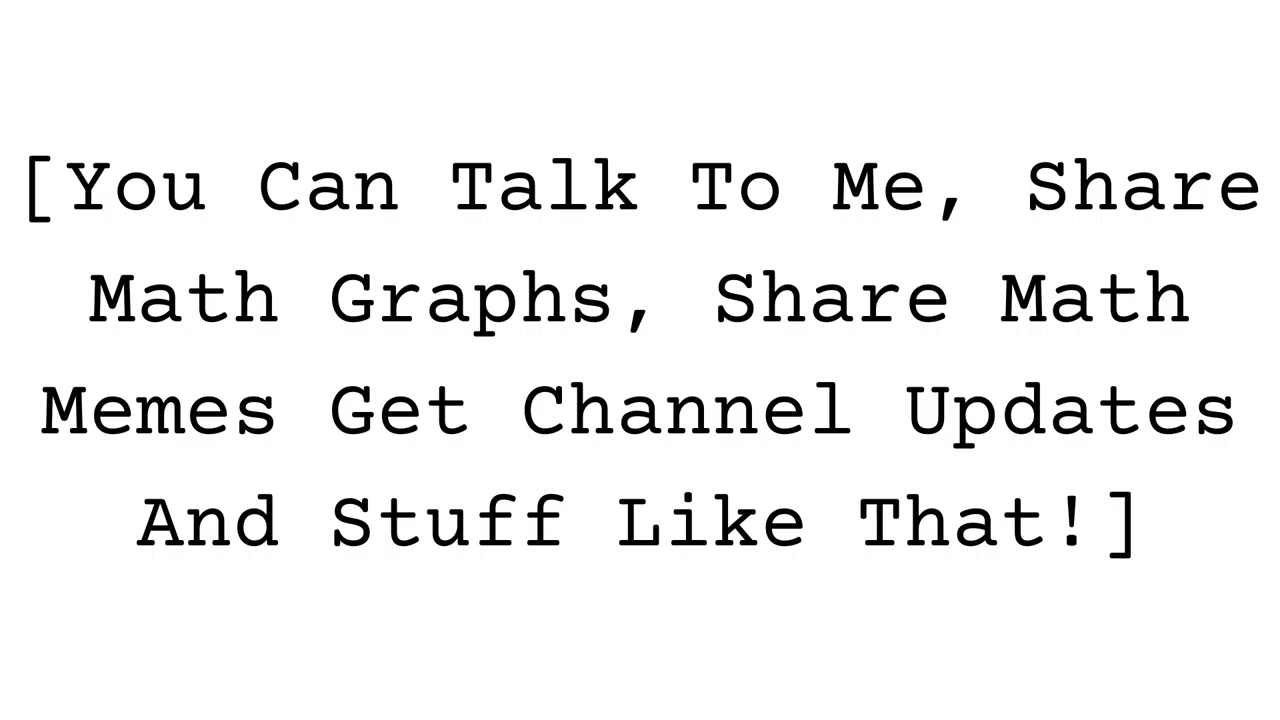 [You Can Talk To Me, Share
Math Graphs, Share Math
Memes Get Channel Updates
And Stuff Like That!]